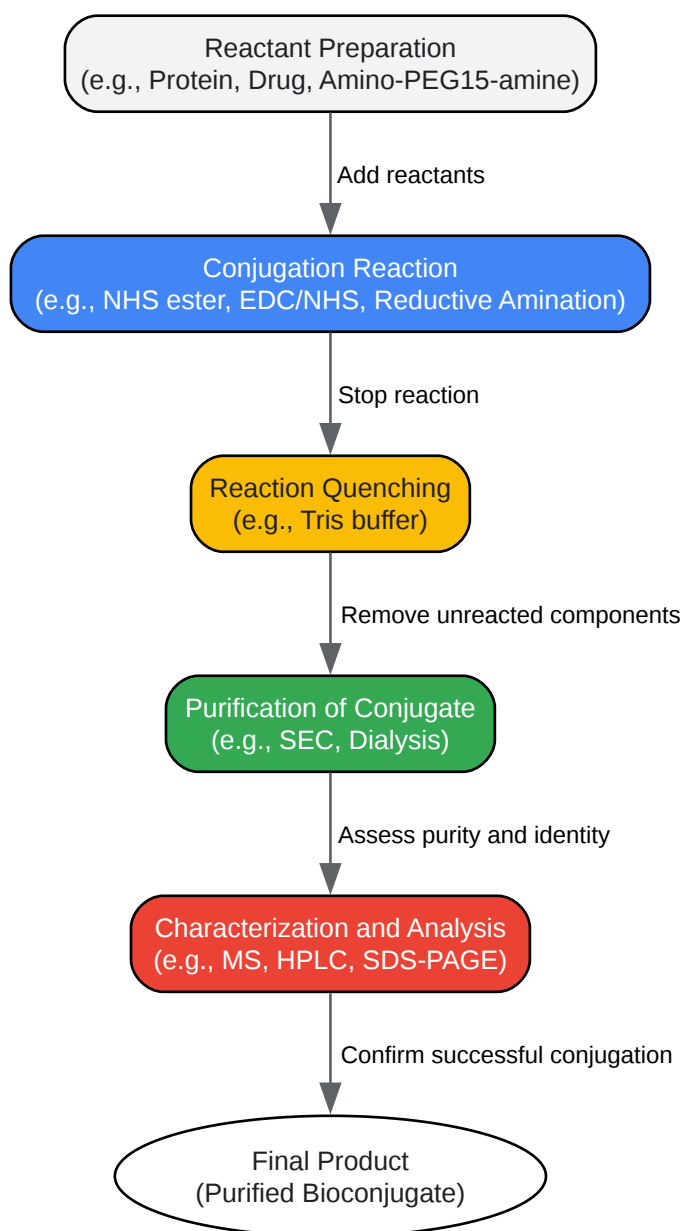 Reactant Preparation
(e.g., Protein, Drug, Amino-PEG15-amine)
Add reactants
Conjugation Reaction
(e.g., NHS ester, EDC/NHS, Reductive Amination)
Stop reaction
Reaction Quenching
(e.g., Tris buffer)
Remove unreacted components
Purification of Conjugate
(e.g., SEC, Dialysis)
Assess purity and identity
Characterization and Analysis
(e.g., MS, HPLC, SDS-PAGE)
Confirm successful conjugation
Final Product
(Purified Bioconjugate)